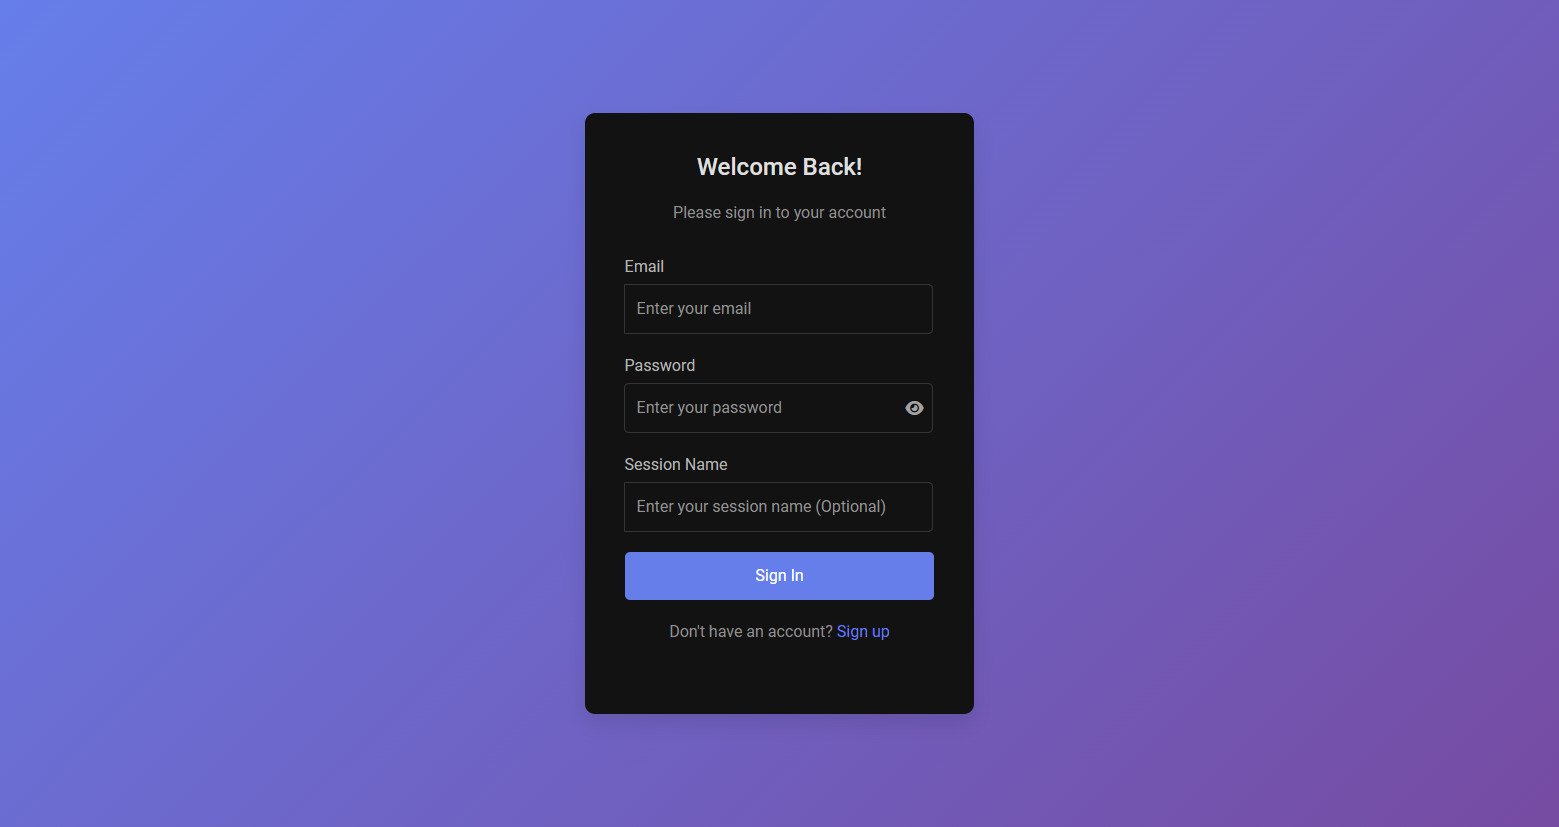 Welcome Back!
Please sign in to your account
Email
Enter your email
Password
Enter your password
Session Name
Enter your session name (Optional)
Sign In
Don't have an account? Sign up